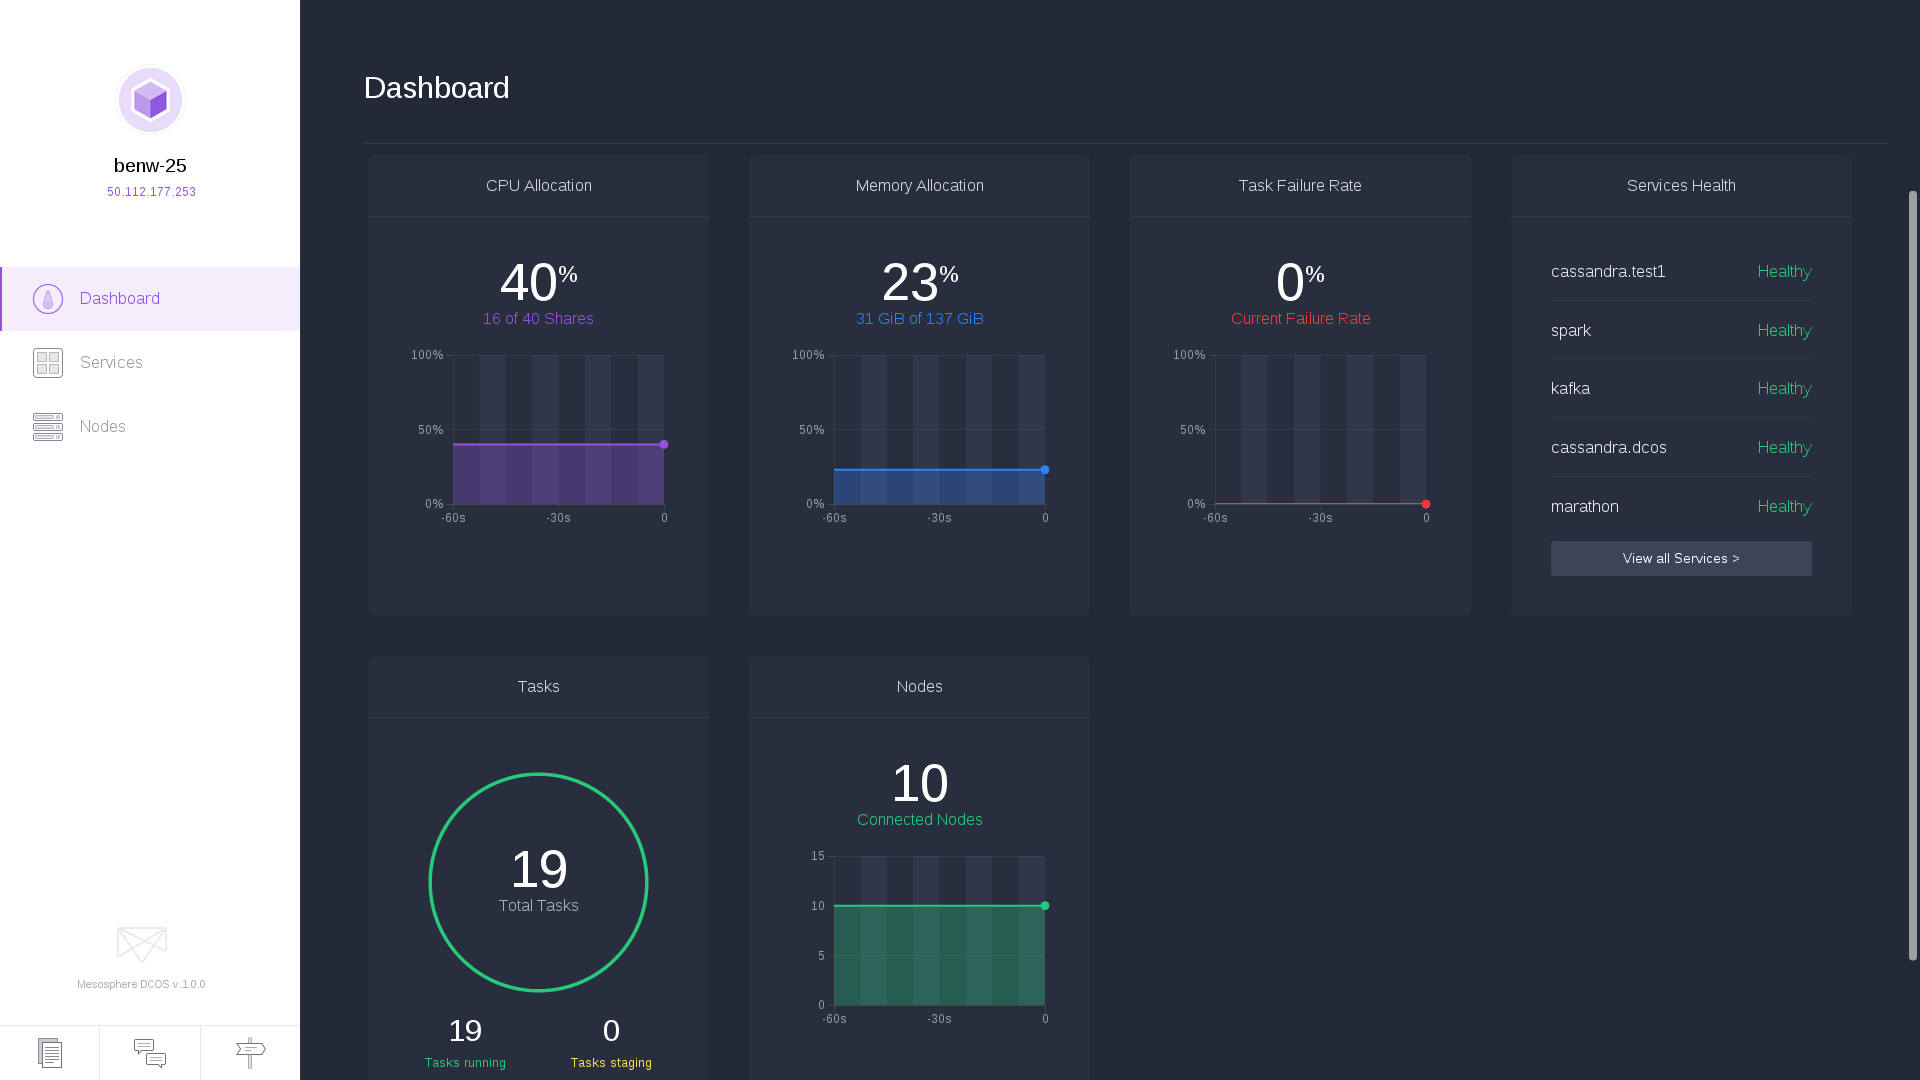 benw-25
50.112.177.253
Dashboard
Services
Nodes
Mesosphere DCOS v.1.0.0
Dashboard
CPU Allocation
40%
16 of 40 Shares
100%
50%
0%
-60s -30s 0
Memory Allocation
23%
31 GiB of 137 GiB
100%
50%
0%
-60s -30s 0
Task Failure Rate
0%
Current Failure Rate
100%
50%
0%
-60s -30s 0
Services Health
cassandra.test1 Healthy
spark Healthy
kafka Healthy
cassandra.dcos Healthy
marathon Healthy
View all Services >
Tasks
19
Total Tasks
19 0
Tasks running Tasks staging
Nodes
10
Connected Nodes
15
10
5
0
-60s -30s 0